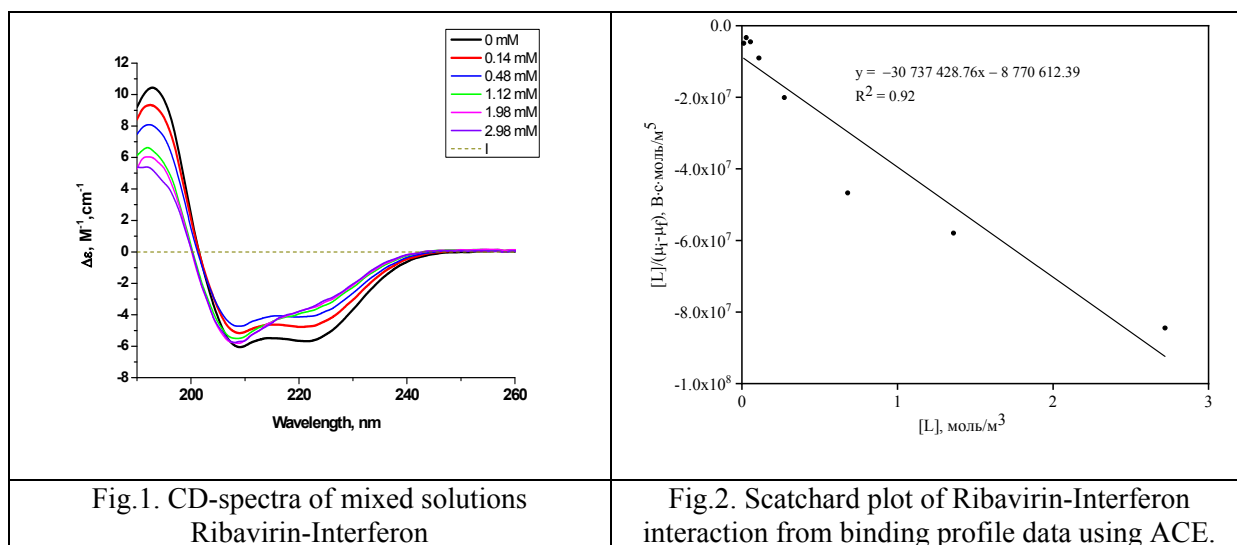 0 mM
0.14 mM
0.48 mM
1.12 mM
1.98 mM
2.98 mM
I
12
10
8
6
4
2
0
-2
-4
-6
-8
Δε, M⁻¹,cm⁻¹
200
220
240
260
Wavelength, nm
Fig.1. CD-spectra of mixed solutions
Ribavirin-Interferon
0.0
-2.0x10⁷
-4.0x10⁷
-6.0x10⁷
-8.0x10⁷
-1.0x10⁸
[L]/(μᵢ-μf), В·с·моль/м⁵
y = −30 737 428.76x – 8 770 612.39
R² = 0.92
0
1
2
3
[L], моль/м³
Fig.2. Scatchard plot of Ribavirin-Interferon
interaction from binding profile data using ACE.